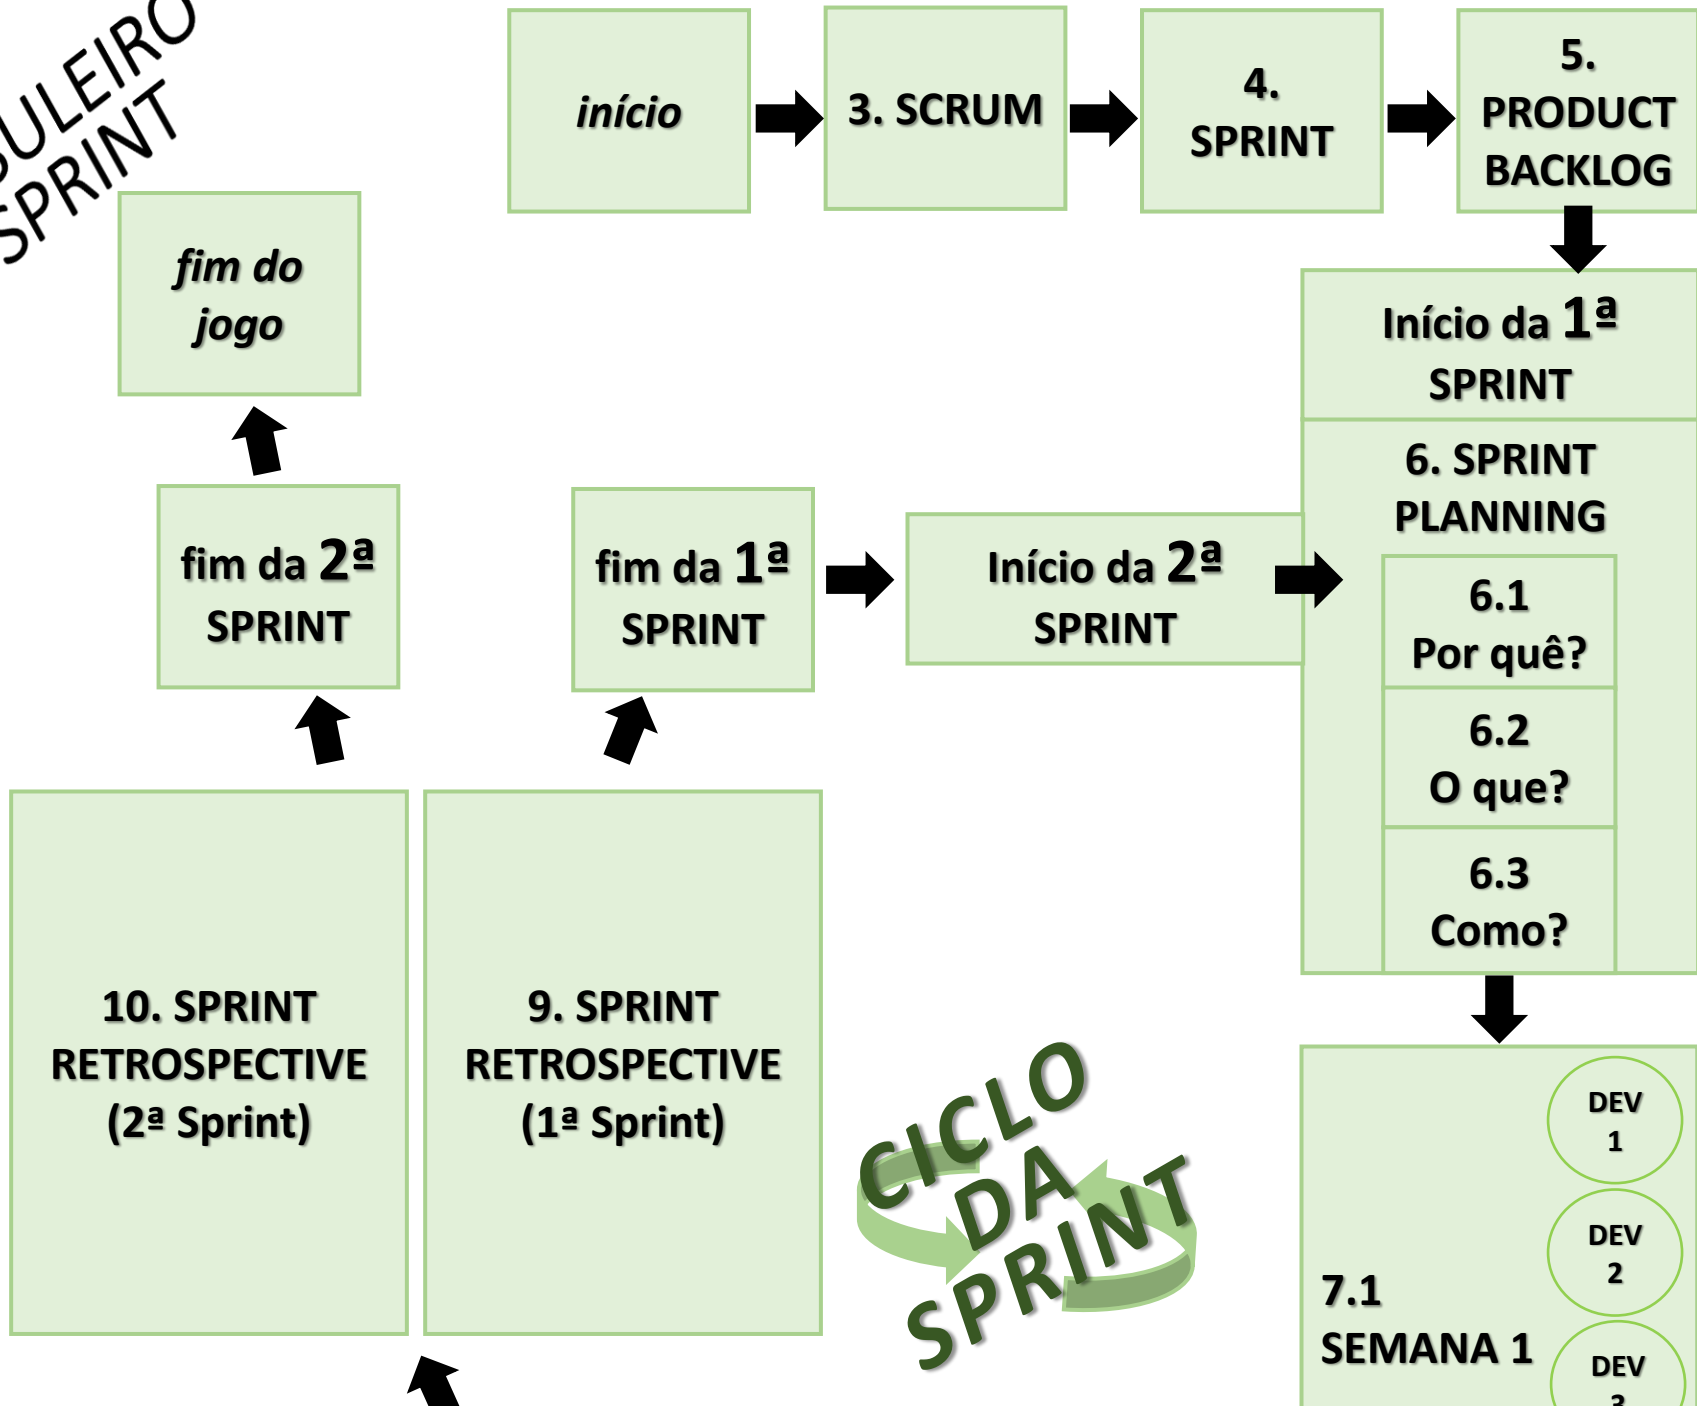 SPRINT
início
3. SCRUM
4.
SPRINT
5.
PRODUCT
BACKLOG
fim do
jogo
Início da 1ª
SPRINT
6. SPRINT
PLANNING
6.1
Por quê?
6.2
O que?
6.3
Como?
fim da 2ª
SPRINT
fim da 1ª
SPRINT
Início da 2ª
SPRINT
10. SPRINT
RETROSPECTIVE
(2ª Sprint)
9. SPRINT
RETROSPECTIVE
(1ª Sprint)
CICLO
DA
SPRINT
7.1
SEMANA 1
DEV
1
DEV
2
DEV
3